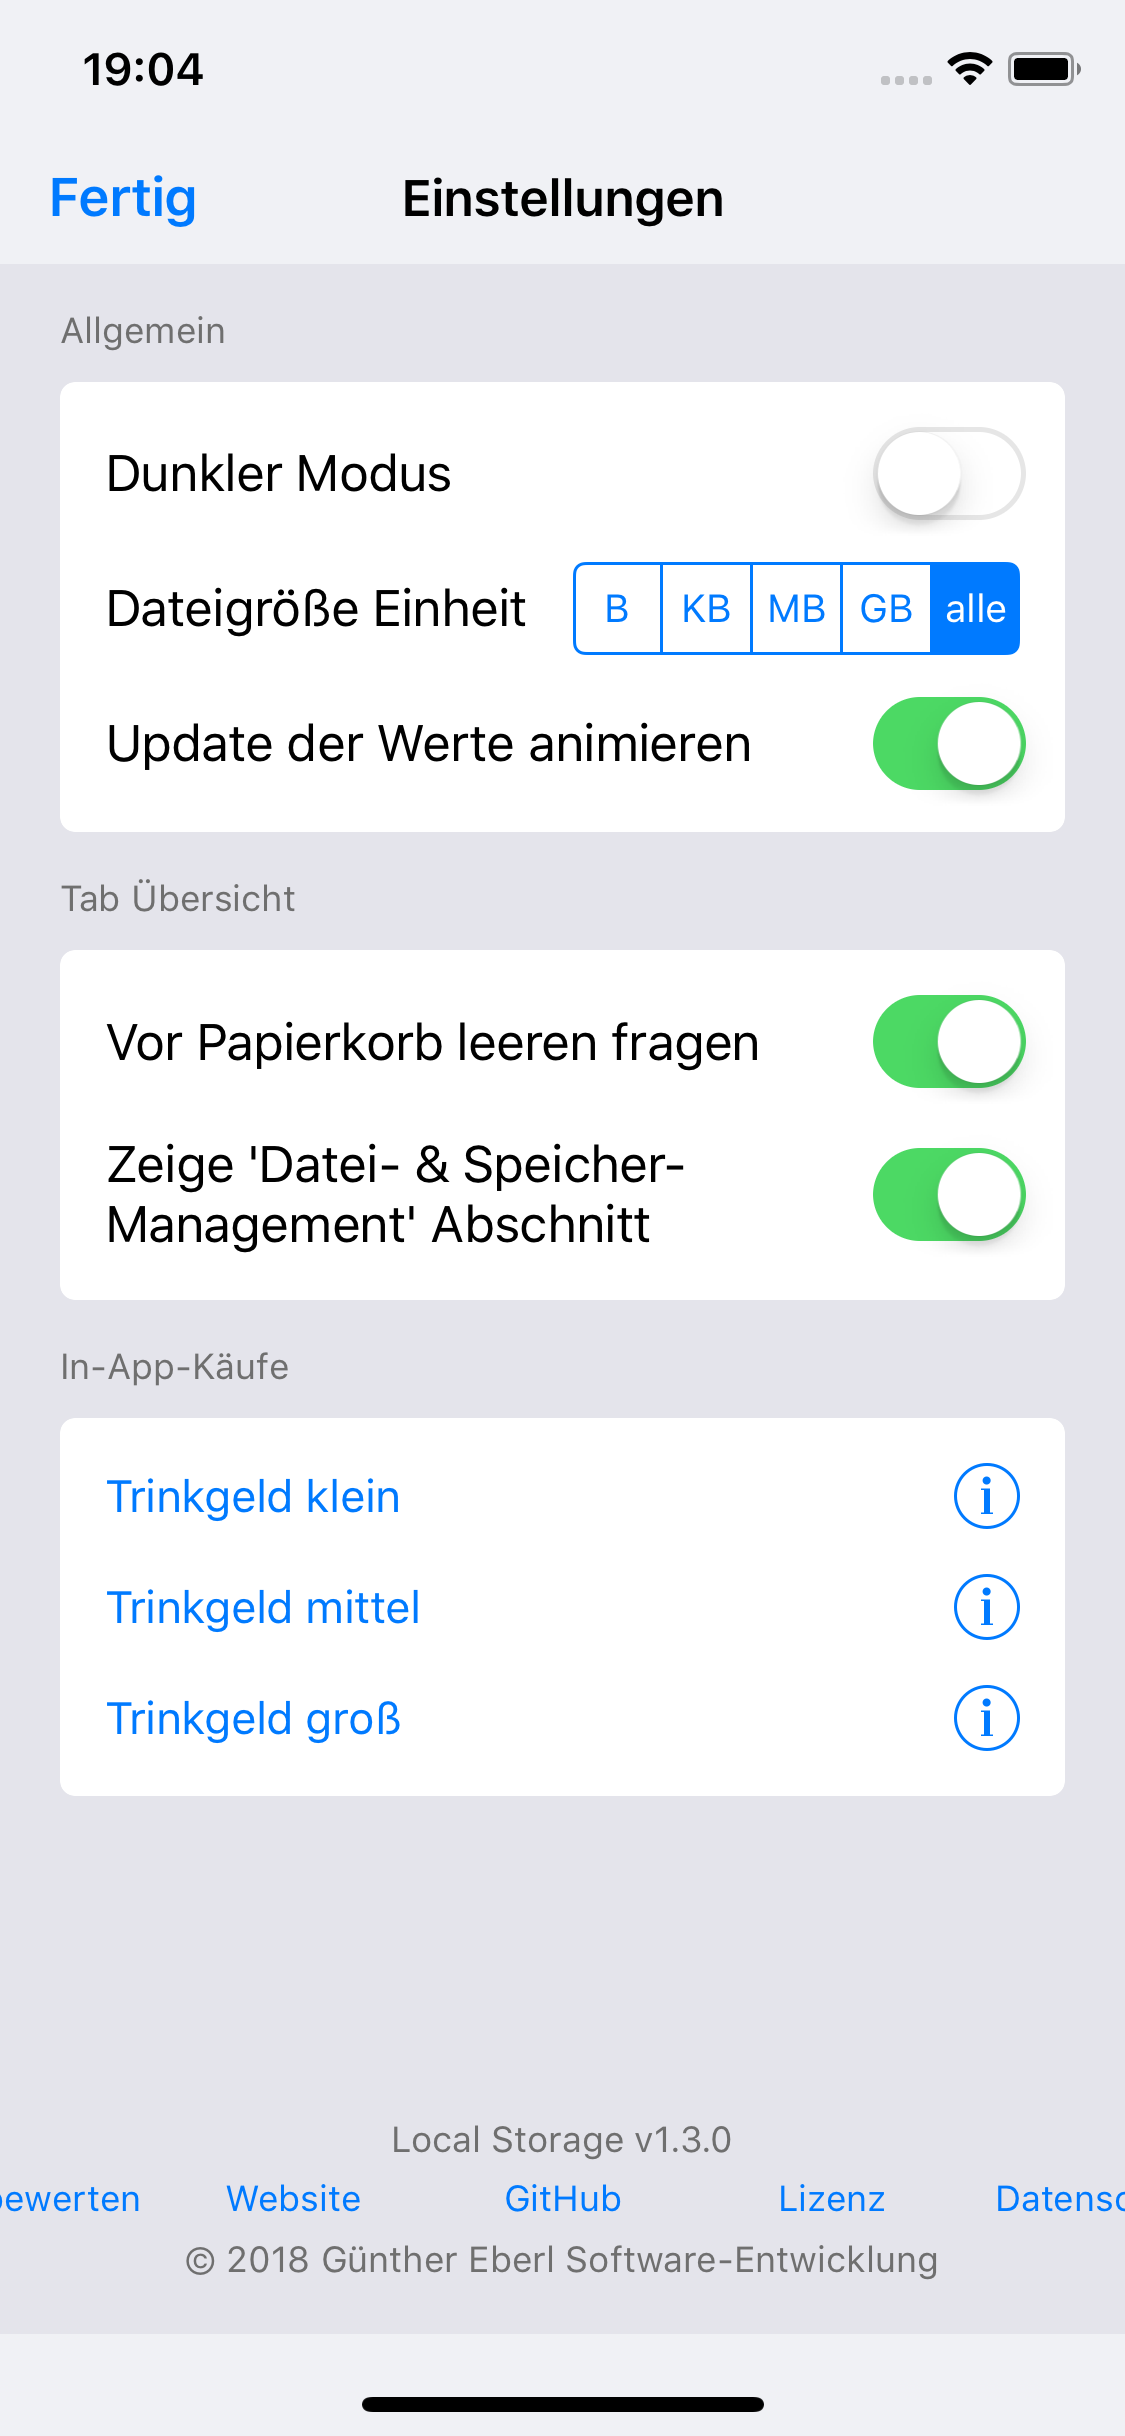 19:04
Fertig Einstellungen
Allgemein
Dunkler Modus
Dateigröße Einheit B KB MB GB alle
Update der Werte animieren
Tab Übersicht
Vor Papierkorb leeren fragen
Zeige 'Datei- & Speicher-
Management' Abschnitt
In-App-Käufe
Trinkgeld klein i
Trinkgeld mittel i
Trinkgeld groß i
Local Storage v1.3.0
Website GitHub Lizenz
© 2018 Günther Eberl Software-Entwicklung